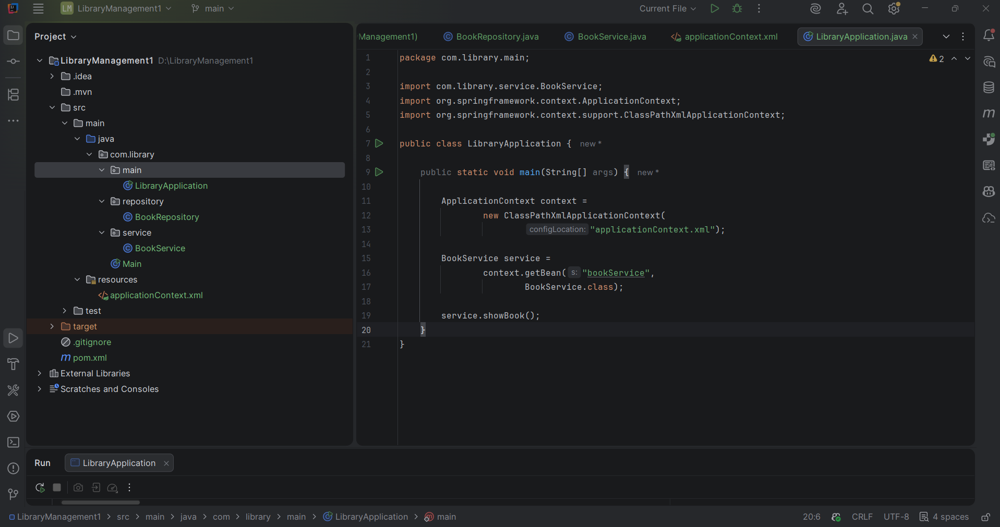 LM LibraryManagement1 main Current File
Project
LibraryManagement1 D:\LibraryManagement1
.idea
.mvn
src
main
java
com.library
main
LibraryApplication
repository
BookRepository
service
BookService
Main
resources
applicationContext.xml
test
target
.gitignore
m pom.xml
External Libraries
Scratches and Consoles
Management1) BookRepository.java BookService.java applicationContext.xml LibraryApplication.java
2
1 package com.library.main;
2
3 import com.library.service.BookService;
4 import org.springframework.context.ApplicationContext;
5 import org.springframework.context.support.ClassPathXmlApplicationContext;
6
7 public class LibraryApplication { new *
8
9 public static void main(String[] args) { new *
10
11 ApplicationContext context =
12 new ClassPathXmlApplicationContext(
13 configLocation: "applicationContext.xml");
14
15 BookService service =
16 context.getBean( s: "bookService",
17 BookService.class);
18
19 service.showBook();
20 }
21 }
m
Run LibraryApplication
LibraryManagement1 > src > main > java > com > library > main > LibraryApplication > main 20:6 CRLF UTF-8 4 spaces